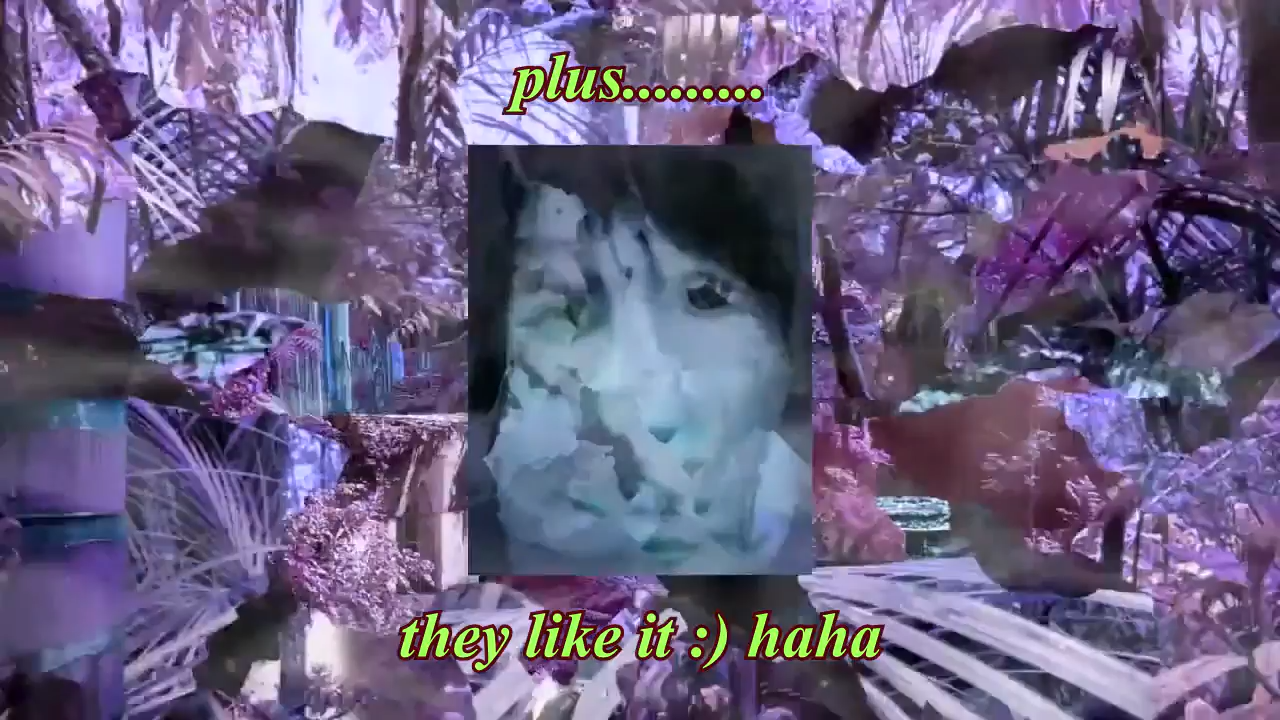 plus.........
they like it :) haha